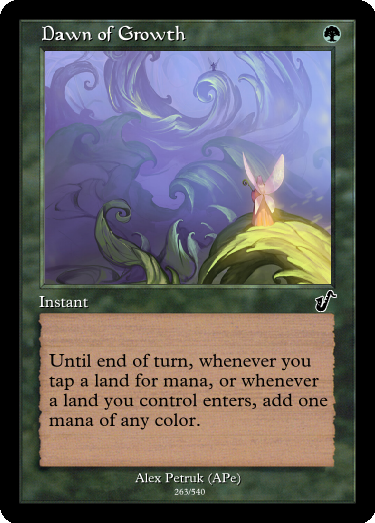 Dawn of Growth
Instant
Until end of turn, whenever you
tap a land for mana, or whenever
a land you control enters, add one
mana of any color.
Alex Petruk (APe)
263/540